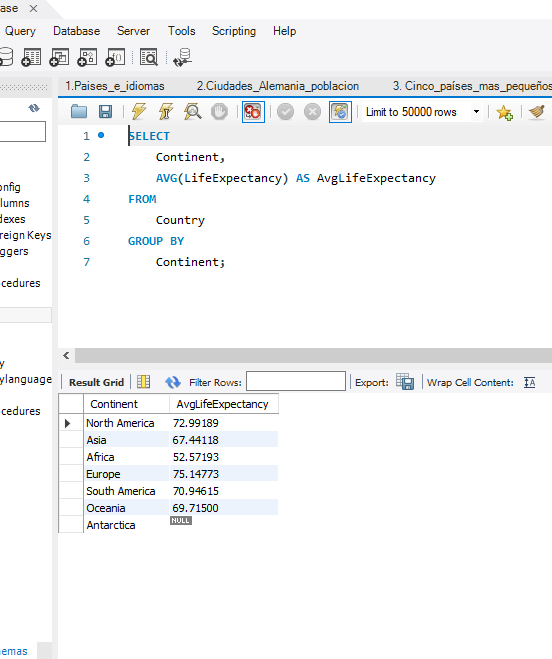 ase
Query Database Server Tools Scripting Help
1.Paises_e_idiomas 2.Ciudades_Alemania_poblacion 3. Cinco_países_mas_pequeños
Limit to 50000 rows
1 SELECT
2 Continent,
3 AVG(LifeExpectancy) AS AvgLifeExpectancy
4 FROM
5 Country
6 GROUP BY
7 Continent;
onfig
lumns
dexes
reign Keys
ggers
cedures
y
ylanguage
cedures
emas
Result Grid Filter Rows: Export: Wrap Cell Content: IA
Continent AvgLifeExpectancy
North America 72.99189
Asia 67.44118
Africa 52.57193
Europe 75.14773
South America 70.94615
Oceania 69.71500
Antarctica NULL